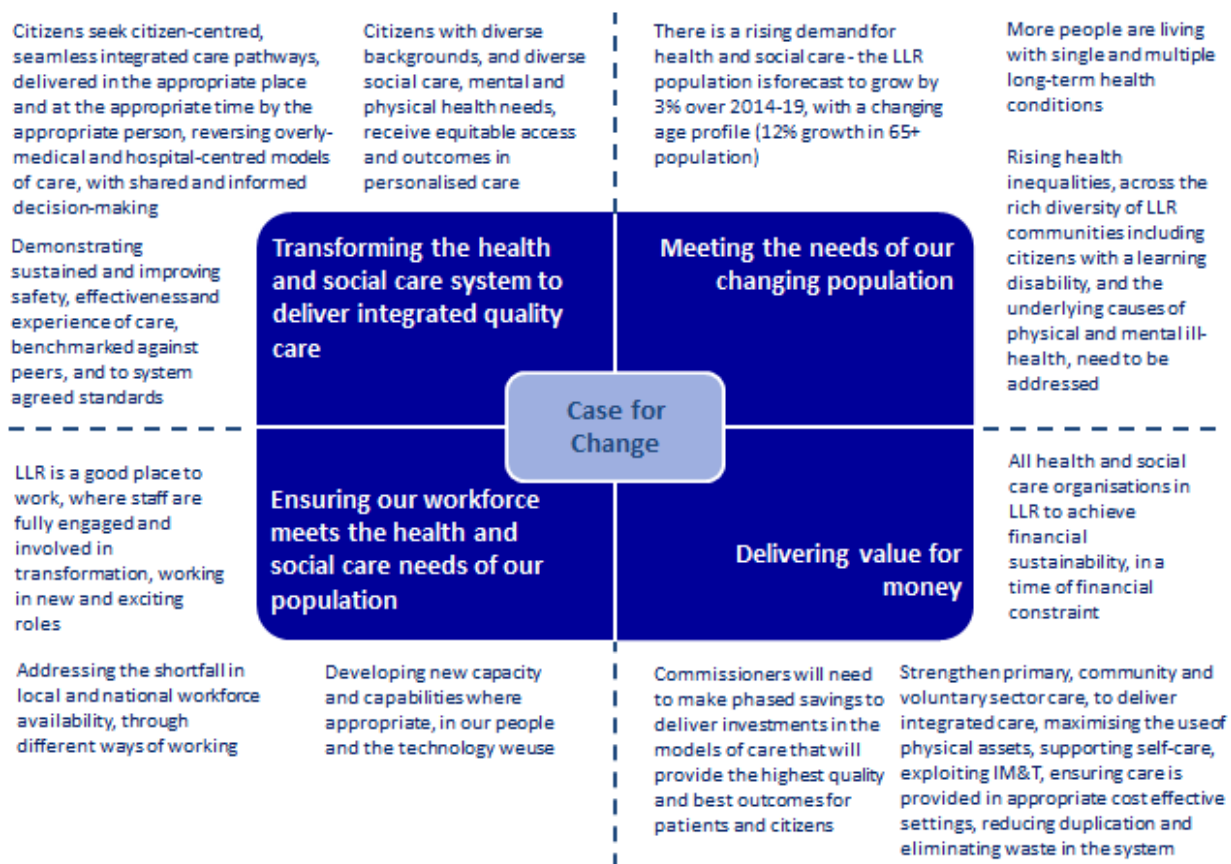 Citizens seek citizen-centred,
seamless integrated care pathways,
delivered in the appropriate place
and at the appropriate time by the
appropriate person, reversing overly-
medical and hospital-centred models
of care, with shared and informed
decision-making
Demonstrating
sustained and improving
safety, effectivenessand
experience of care,
benchmarked against
peers, and to system
agreed standards
Citizens with diverse
backgrounds, and diverse
social care, mental and
physical health needs,
receive equitable access
and outcomes in
personalised care
There is a rising demand for
health and social care - the LLR
population is forecast to grow by
3% over 2014-19, with a changing
age profile (12% growth in 65+
population)
More people are living
with single and multiple
long-term health
conditions
Rising health
inequalities, across the
rich diversity of LLR
communities including
citizens with a learning
disability, and the
underlying causes of
physical and mental ill-
health, need to be
addressed
Transforming the health
and social care system to
deliver integrated quality
care
Meeting the needs of our
changing population
Case for
Change
Ensuring our workforce
meets the health and
social care needs of our
population
Delivering value for
money
LLR is a good place to
work, where staff are
fully engaged and
involved in
transformation, working
in new and exciting
roles
Addressing the shortfall in
local and national workforce
availability, through
different ways of working
Developing new capacity
and capabilities where
appropriate, in our people
and the technology weuse
All health and social
care organisations in
LLR to achieve
financial
sustainability, in a
time of financial
constraint
Commissioners will need
to make phased savings to
deliver investments in the
models of care that will
provide the highest quality
and best outcomes for
patients and citizens
Strengthen primary, community and
voluntary sector care, to deliver
integrated care, maximising the useof
physical assets, supporting self-care,
exploiting IM&T, ensuring care is
provided in appropriate cost effective
settings, reducing duplication and
eliminating waste in the system